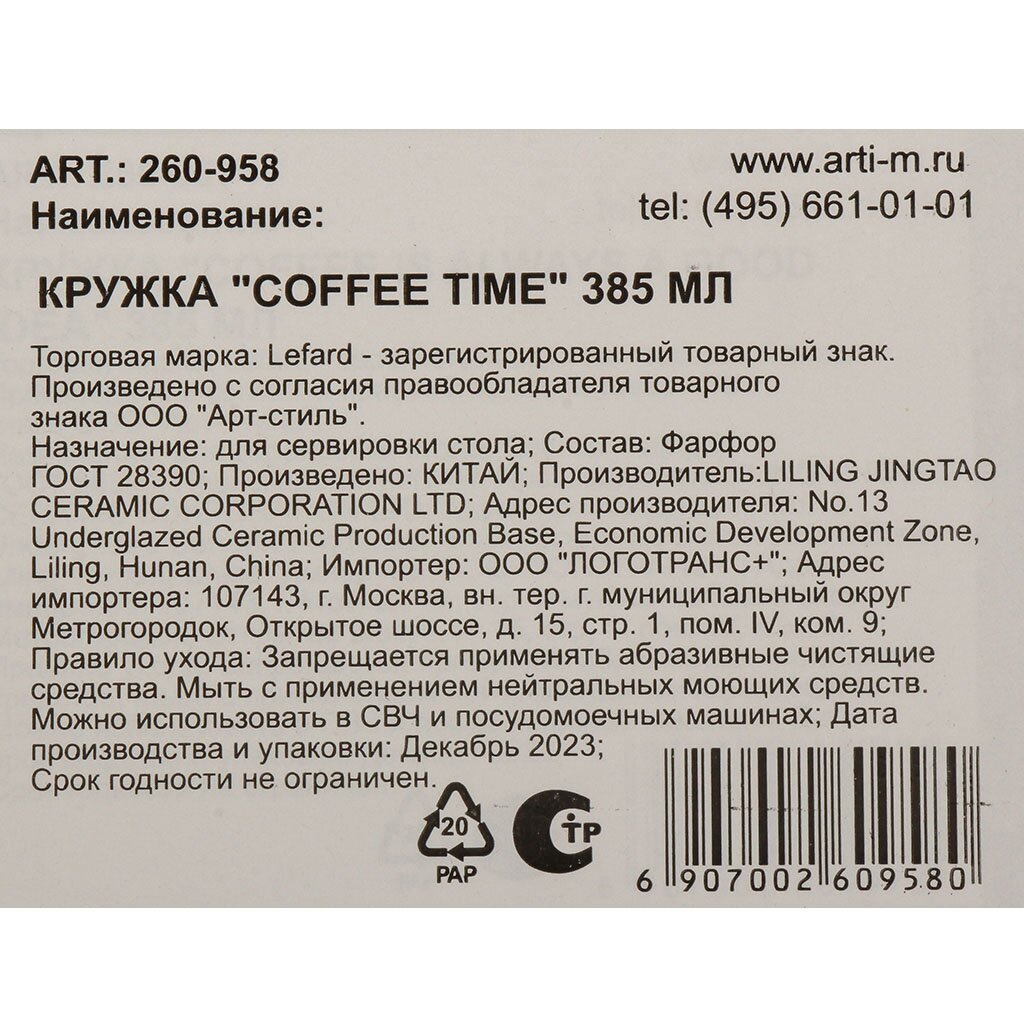 ART.: 260-958
www.arti-m.ru
Наименование:
tel: (495) 661-01-01
КРУЖКА "COFFEE TIME" 385 МЛ
Торговая марка: Lefard - зарегистрированный товарный знак.
Произведено с согласия правообладателя товарного
знака ООО "Арт-стиль".
Назначение: для сервировки стола; Состав: Фарфор
ГОСТ 28390; Произведено: КИТАЙ; Производитель:LILING JINGTAO
CERAMIC CORPORATION LTD; Адрес производителя: No.13
Underglazed Ceramic Production Base, Economic Development Zone,
Liling, Hunan, China; Импортер: ООО "ЛОГОТРАНС+"; Адрес
импортера: 107143, г. Москва, вн. тер. г. муниципальный округ
Метрогородок, Открытое шоссе, д. 15, стр. 1, пом. IV, ком. 9;
Правило ухода: Запрещается применять абразивные чистящие
средства. Мыть с применением нейтральных моющих средств.
Можно использовать в СВЧ и посудомоечных машинах; Дата
производства и упаковки: Декабрь 2023;
Срок годности не ограничен.
20
PAP
СТР
6 907002 609580